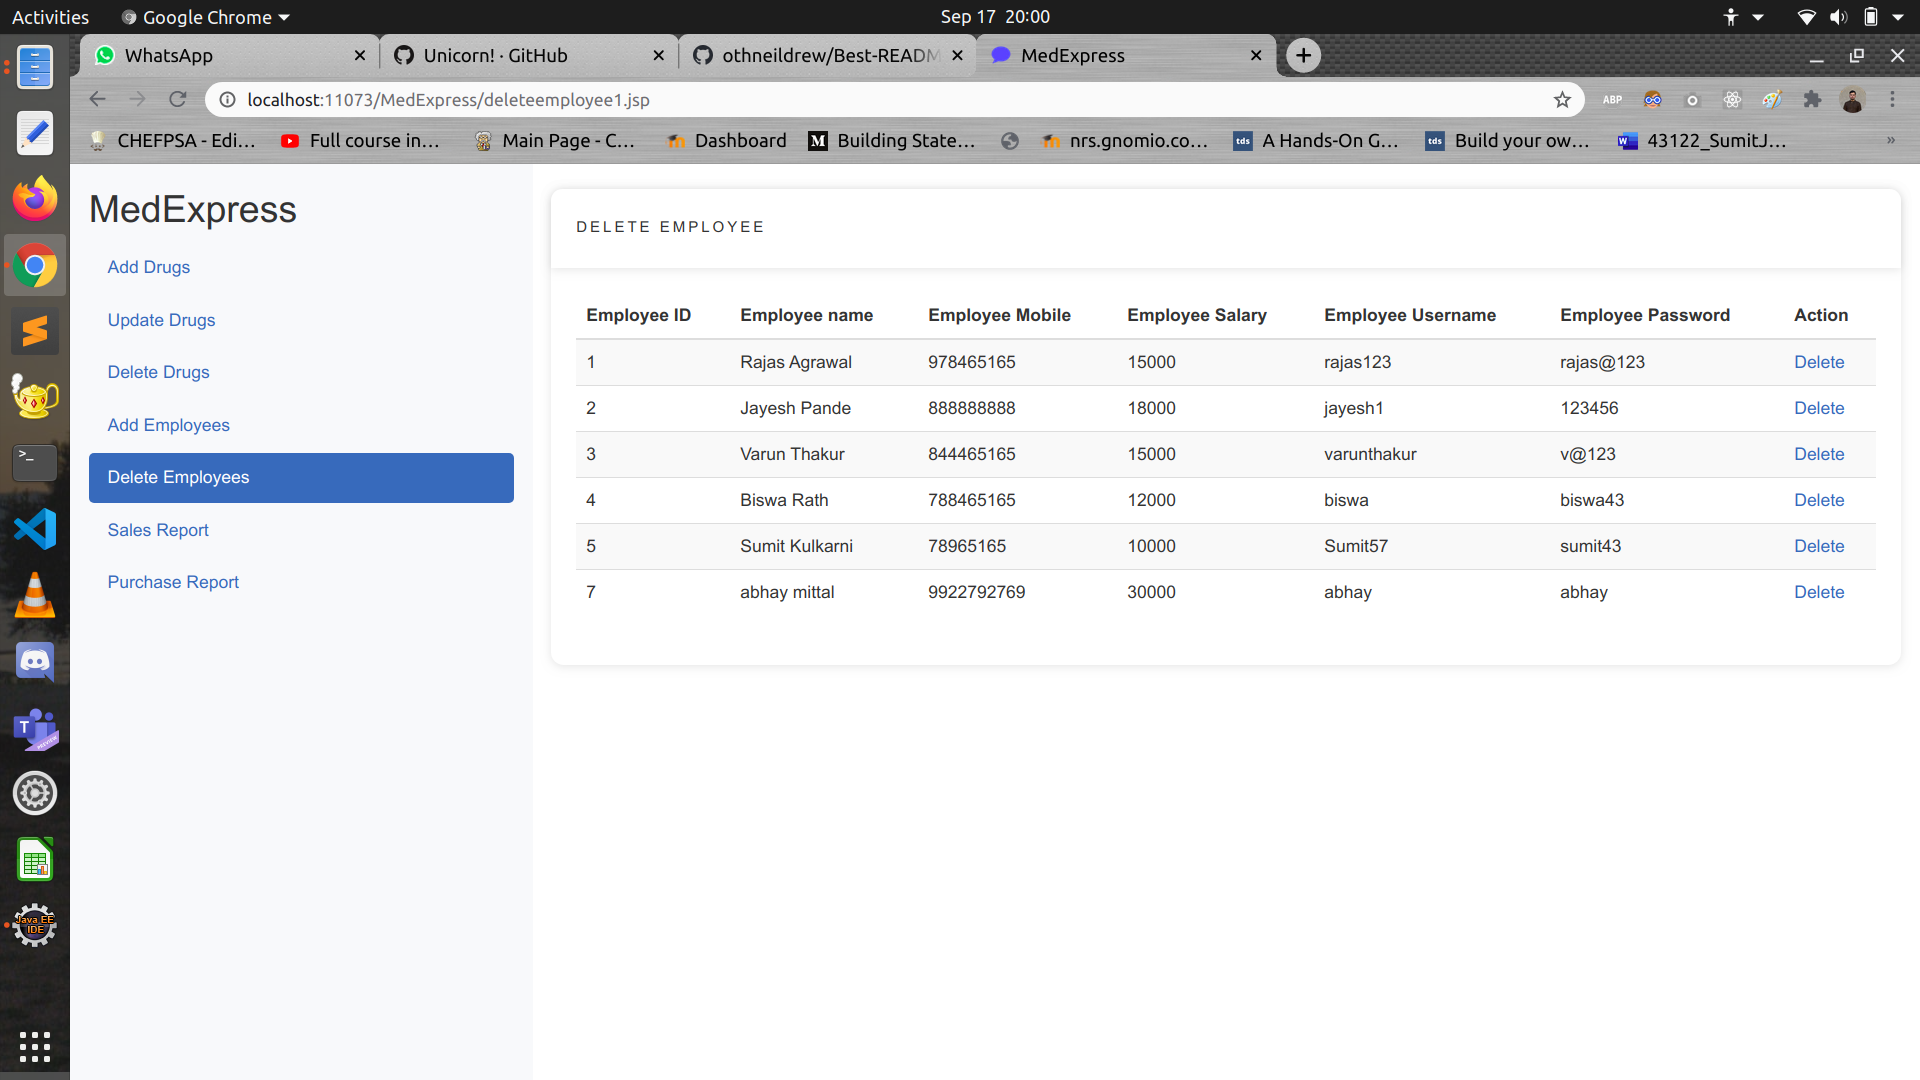 Activities Google Chrome Sep 17 20:00
WhatsApp Unicorn! · GitHub othneildrew/Best-READM MedExpress
localhost:11073/MedExpress/deleteemployee1.jsp ABP
CHEFPSA - Edi... Full course in... Main Page - C... Dashboard M Building State... nrs.gnomio.co... tds A Hands-On G... tds Build your ow... W 43122_SumitJ... »
MedExpress
Add Drugs
Update Drugs
Delete Drugs
Add Employees
Delete Employees
Sales Report
Purchase Report
DELETE EMPLOYEE
Employee ID Employee name Employee Mobile Employee Salary Employee Username Employee Password Action
1 Rajas Agrawal 978465165 15000 rajas123 rajas@123 Delete
2 Jayesh Pande 888888888 18000 jayesh1 123456 Delete
3 Varun Thakur 844465165 15000 varunthakur v@123 Delete
4 Biswa Rath 788465165 12000 biswa biswa43 Delete
5 Sumit Kulkarni 78965165 10000 Sumit57 sumit43 Delete
7 abhay mittal 9922792769 30000 abhay abhay Delete
>_
T
PREVIEW
Java EE
IDE